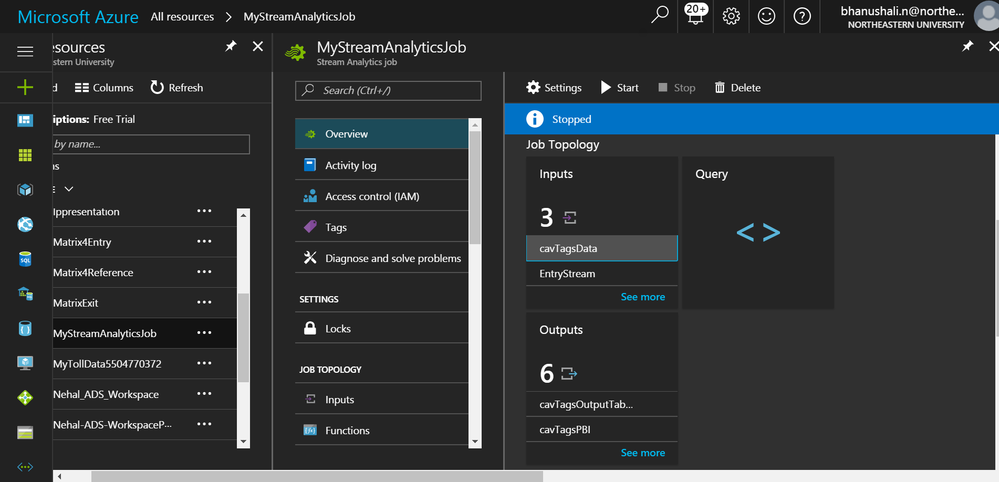 Microsoft Azure All resources > MyStreamAnalyticsJob
20+
bhanushali.n@northe...
NORTHEASTERN UNIVERSITY
esources
stern University
d Columns Refresh
iptions: Free Trial
by name...
ns
E
Ippresentation
Matrix4Entry
Matrix4Reference
MatrixExit
MyStreamAnalyticsJob
MyTollData5504770372
Nehal_ADS_Workspace
Nehal-ADS-WorkspaceP...
SQL
MyStreamAnalyticsJob
Stream Analytics job
Search (Ctrl+/)
Overview
Activity log
Access control (IAM)
Tags
Diagnose and solve problems
SETTINGS
Locks
JOB TOPOLOGY
Inputs
Functions
Settings Start Stop Delete
Stopped
Job Topology
Inputs
3
cavTagsData
EntryStream
See more
Query
< >
Outputs
6
cavTagsOutputTab...
cavTagsPBI
See more